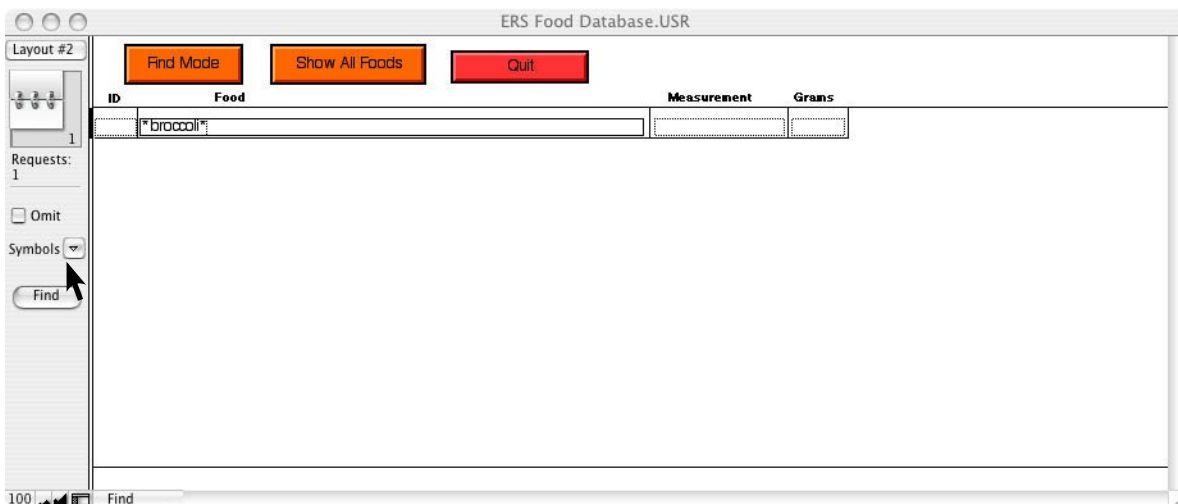 ERS Food Database.USR
Layout #2
Find Mode Show All Foods Quit
ID Food Measurement Grams
*broccoli*
1
Requests:
1
Omit
Symbols
Find
100 Find